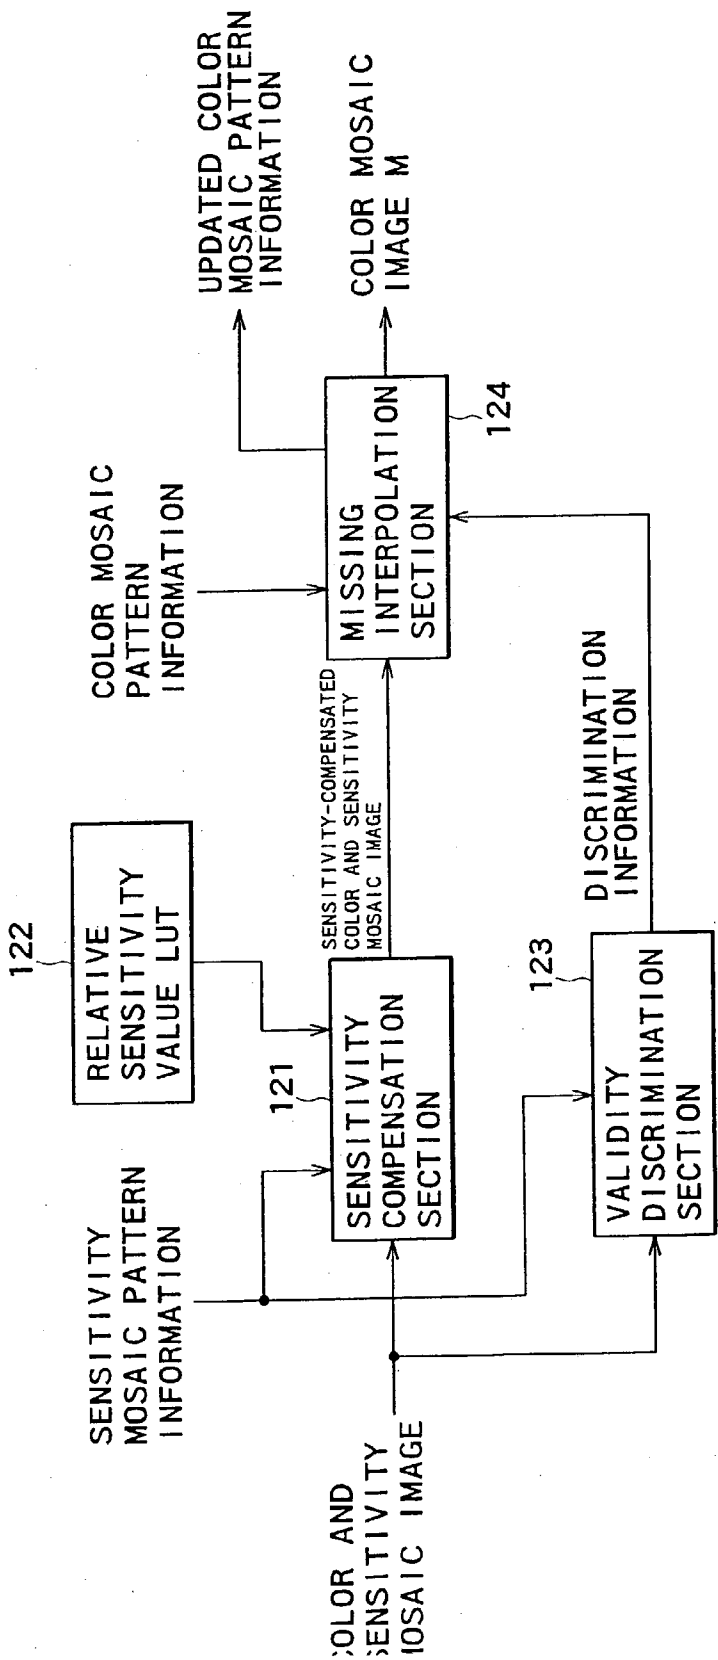 SENSITIVITY
MOSAIC PATTERN
INFORMATION
122
RELATIVE
SENSITIVITY
VALUE LUT
COLOR MOSAIC
PATTERN
INFORMATION
UPDATED COLOR
MOSAIC PATTERN
INFORMATION
COLOR AND
SENSITIVITY
MOSAIC IMAGE
121
SENSITIVITY
COMPENSATION
SECTION
SENSITIVITY-COMPENSATED
COLOR AND SENSITIVITY
MOSAIC IMAGE
MISSING
INTERPOLATION
SECTION
124
COLOR MOSAIC
IMAGE M
123
VALIDITY
DISCRIMINATION
SECTION
DISCRIMINATION
INFORMATION